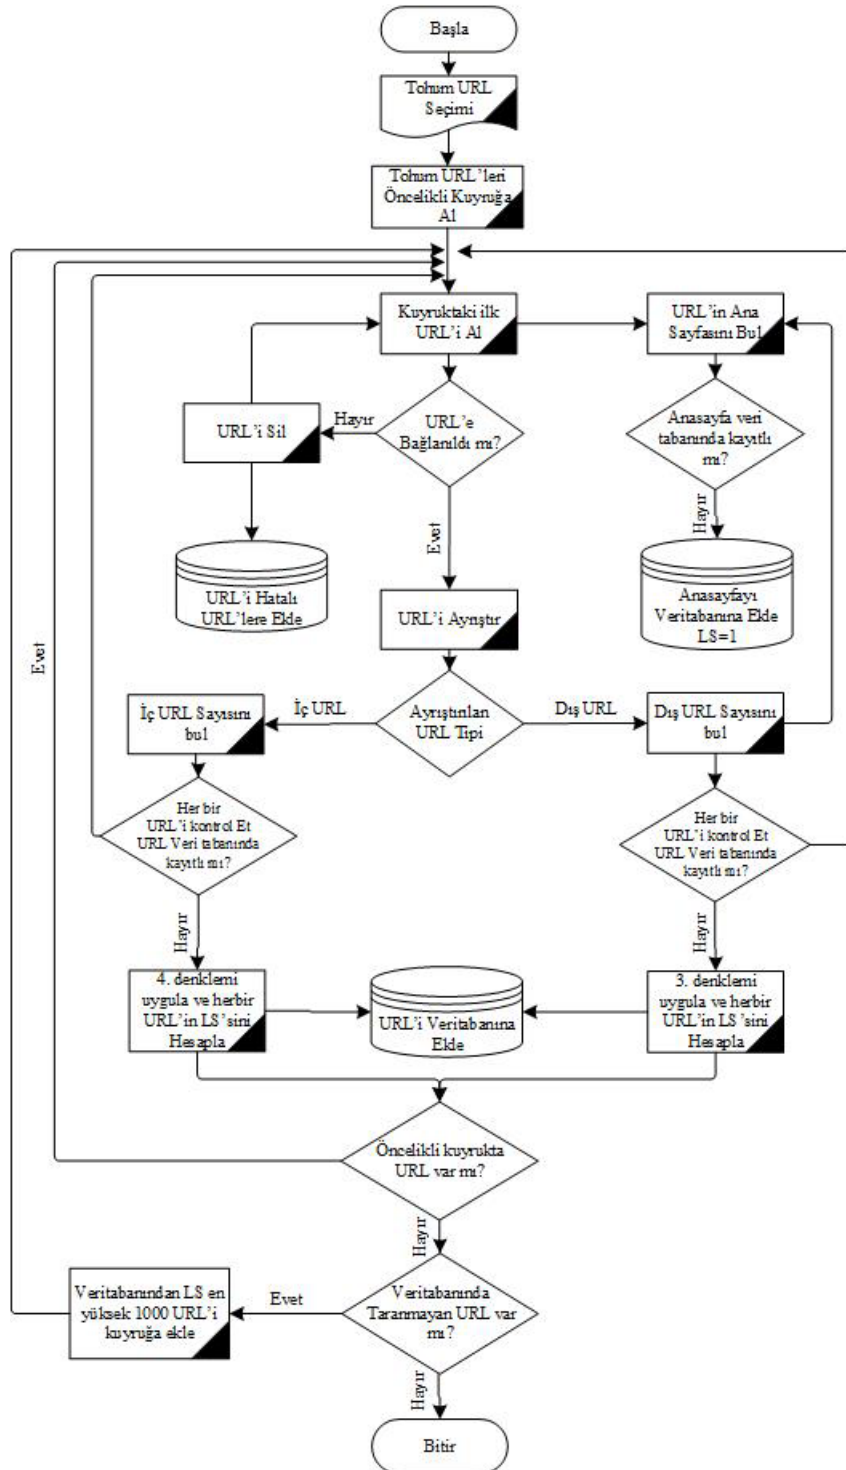 Başla
Tohum URL
Seçimi
Tohum URL'leri
Öncelikli Kuyruğa
Al
Kuyruktaki ilk
URL'i Al
URL'in Ana
Sayfasını Bul
URL'i Sil
Hayır
URL'e
Bağlanıldı mı?
Anasayfa veri
tabanında kayıtlı
mı?
Evet
Hayır
URL'i Hatalı
URL'lere Ekle
URL'i Ayrıştır
Anasayfayı
Veritabanına Ekle
LS=1
Evet
İç URL Sayısını
bul
İç URL
Ayrıştırılan
URL Tipi
Dış URL
Dış URL Sayısını
bul
Her bir
URL'i kontrol Et
URL Veri tabanında
kayıtlı mı?
Her bir
URL'i kontrol Et
URL Veri tabanında
kayıtlı mı?
Hayır
Hayır
4. denklemi
uygula ve herbir
URL'in LS'sini
Hesapla
URL'i Veritabanına
Ekle
3. denklemi
uygula ve herbir
URL'in LS'sini
Hesapla
Öncelikli kuyrukta
URL var mı?
Hayır
Veritabanından LS en
yüksek 1000 URL'i
kuyruğa ekle
Evet
Veritabanında
Taranmayan URL var
mı?
Hayır
Bitir